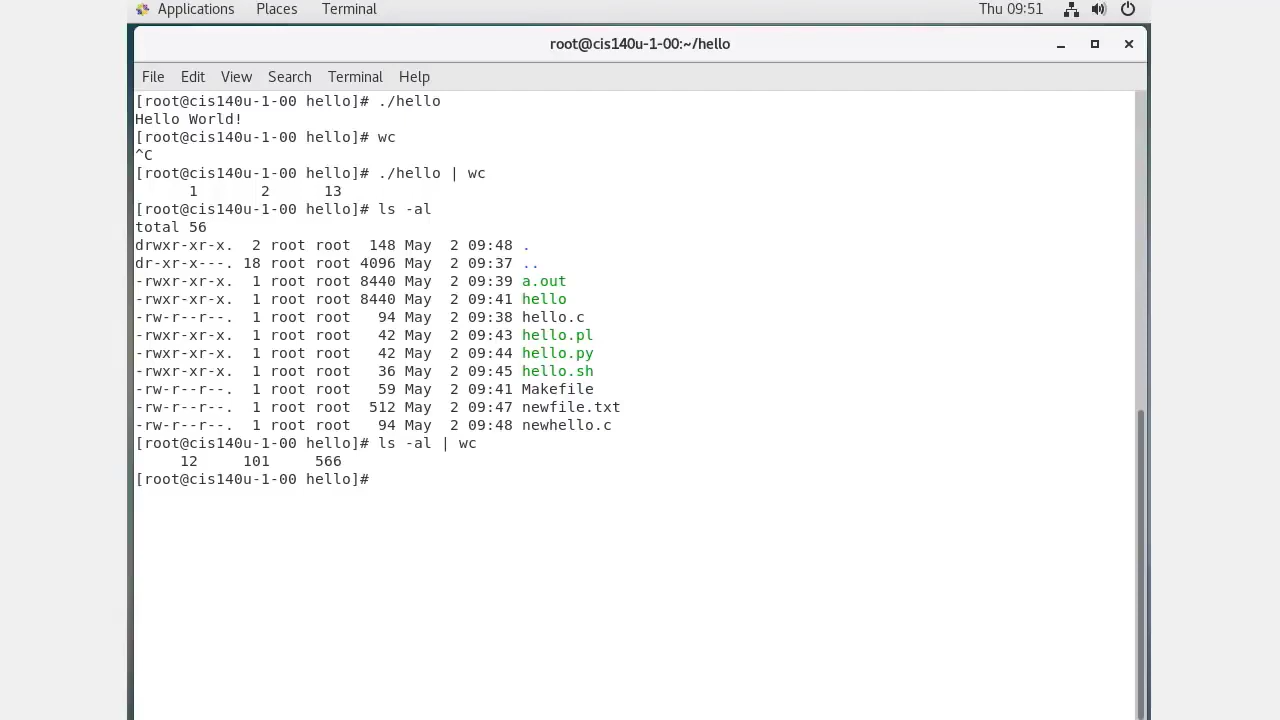 Applications Places Terminal Thu 09:51
root@cis140u-1-00:~/hello
File Edit View Search Terminal Help
[root@cis140u-1-00 hello]# ./hello
Hello World!
[root@cis140u-1-00 hello]# wc
^C
[root@cis140u-1-00 hello]# ./hello | wc
      1       2      13
[root@cis140u-1-00 hello]# ls -al
total 56
drwxr-xr-x.  2 root root  148 May  2 09:48 .
dr-xr-x---. 18 root root 4096 May  2 09:37 ..
-rwxr-xr-x.  1 root root 8440 May  2 09:39 a.out
-rwxr-xr-x.  1 root root 8440 May  2 09:41 hello
-rw-r--r--.  1 root root   94 May  2 09:38 hello.c
-rwxr-xr-x.  1 root root   42 May  2 09:43 hello.pl
-rwxr-xr-x.  1 root root   42 May  2 09:44 hello.py
-rwxr-xr-x.  1 root root   36 May  2 09:45 hello.sh
-rw-r--r--.  1 root root   59 May  2 09:41 Makefile
-rw-r--r--.  1 root root  512 May  2 09:47 newfile.txt
-rw-r--r--.  1 root root   94 May  2 09:48 newhello.c
[root@cis140u-1-00 hello]# ls -al | wc
     12     101     566
[root@cis140u-1-00 hello]#